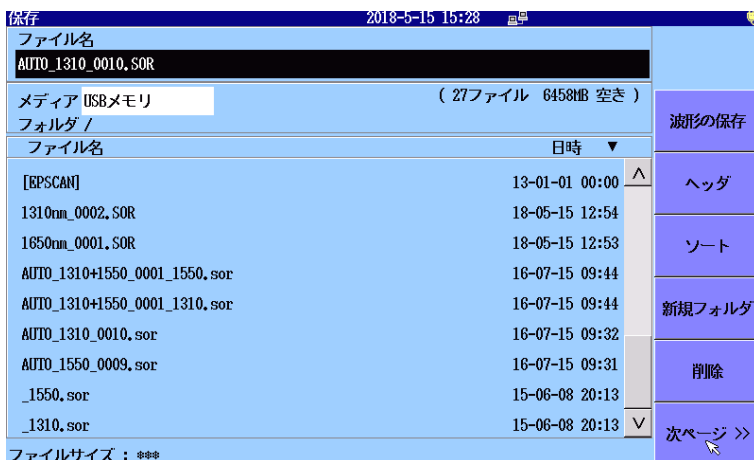 保存 2018-5-15 15:28
ファイル名
AUTO_1310_0010.SOR
メディア USBメモリ ( 27ファイル 6458MB 空き )
フォルダ /
ファイル名 日時 ▼
[EPSCAN] 13-01-01 00:00
1310nm_0002.SOR 18-05-15 12:54
1650nm_0001.SOR 18-05-15 12:53
AUTO_1310+1550_0001_1550.sor 16-07-15 09:44
AUTO_1310+1550_0001_1310.sor 16-07-15 09:44
AUTO_1310_0010.sor 16-07-15 09:32
AUTO_1550_0009.sor 16-07-15 09:31
_1550.sor 15-06-08 20:13
_1310.sor 15-06-08 20:13
ファイルサイズ : ***
波形の保存
ヘッダ
ソート
新規フォルダ
削除
次ページ >>